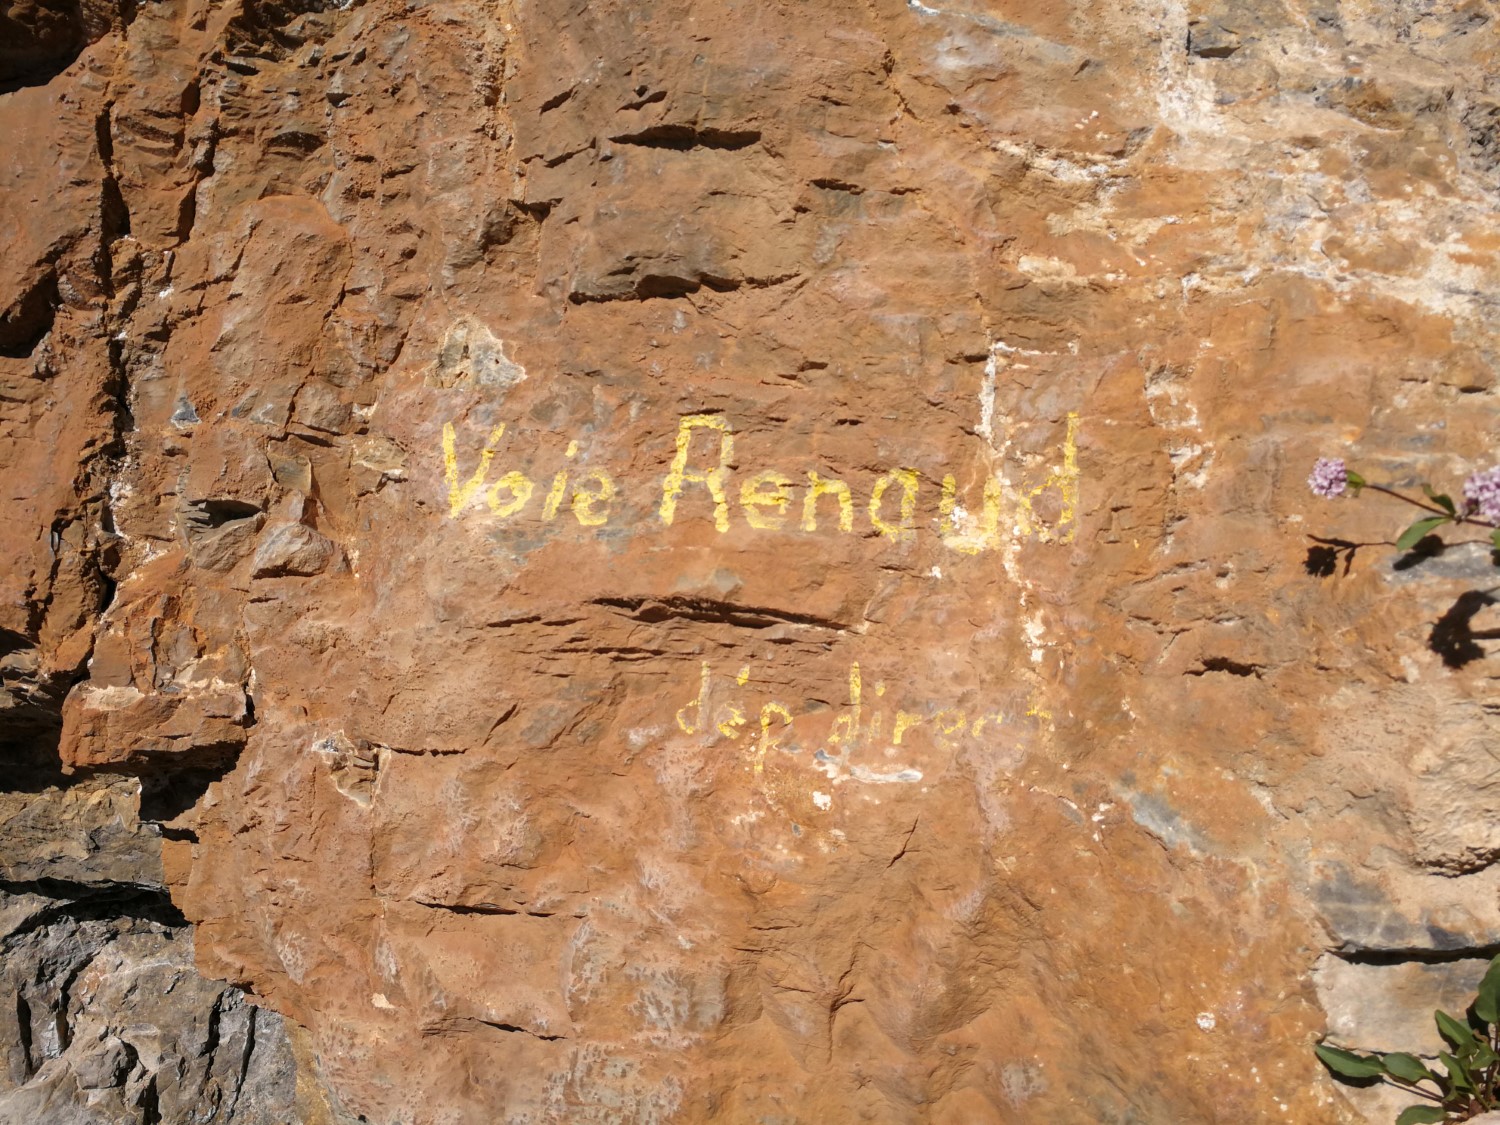 Voie Renaud
dép direct